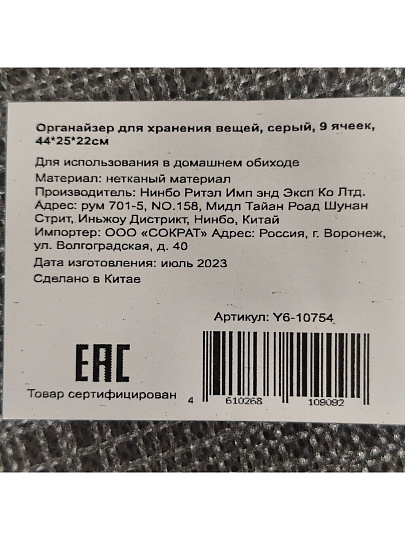 Органайзер для хранения вещей, серый, 9 ячеек,
44*25*22см
Для использования в домашнем обиходе
Материал: нетканый материал
Производитель: Нинбо Ритэл Имп энд Эксп Ко Лтд.
Адрес: рум 701-5, NO.158, Мидл Тайан Роад Шунан
Стрит, Иньжоу Дистрикт, Нинбо, Китай
Импортер: ООО «СОКРАТ» Адрес: Россия, г. Воронеж,
ул. Волгоградская, д. 40
Дата изготовления: июль 2023
Сделано в Китае
Артикул: Y6-10754
EAC
Товар сертифицирован
4 610268 109092